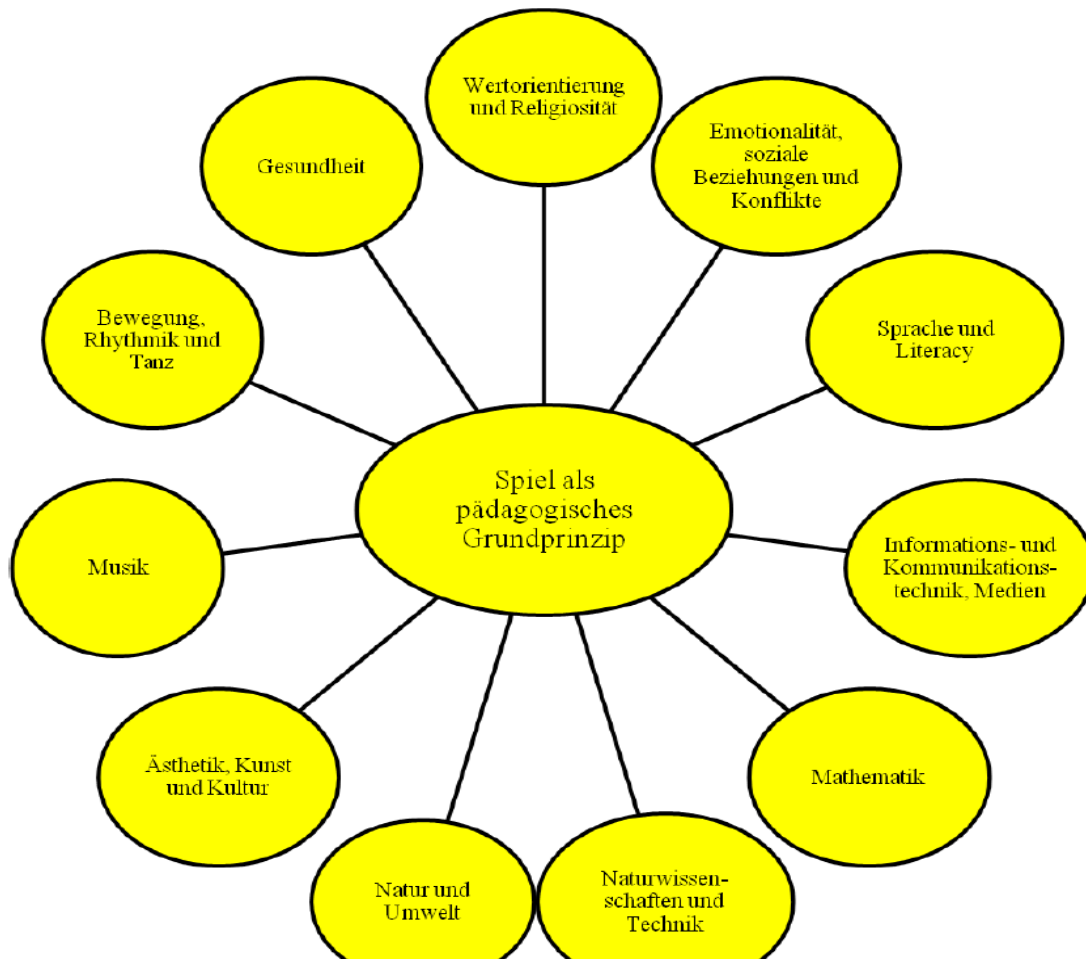 Wertorientierung
und Religiosität
Emotionalität,
soziale
Beziehungen und
Konflikte
Gesundheit
Bewegung,
Rhythmik und
Tanz
Sprache und
Literacy
Spiel als
pädagogisches
Grundprinzip
Musik
Informations- und
Kommunikations-
technik, Medien
Ästhetik, Kunst
und Kultur
Mathematik
Natur und
Umwelt
Naturwissen-
schaften und
Technik